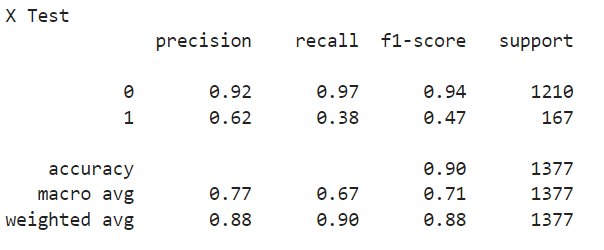 X Test
precision recall f1-score support
0 0.92 0.97 0.94 1210
1 0.62 0.38 0.47 167
accuracy 0.90 1377
macro avg 0.77 0.67 0.71 1377
weighted avg 0.88 0.90 0.88 1377